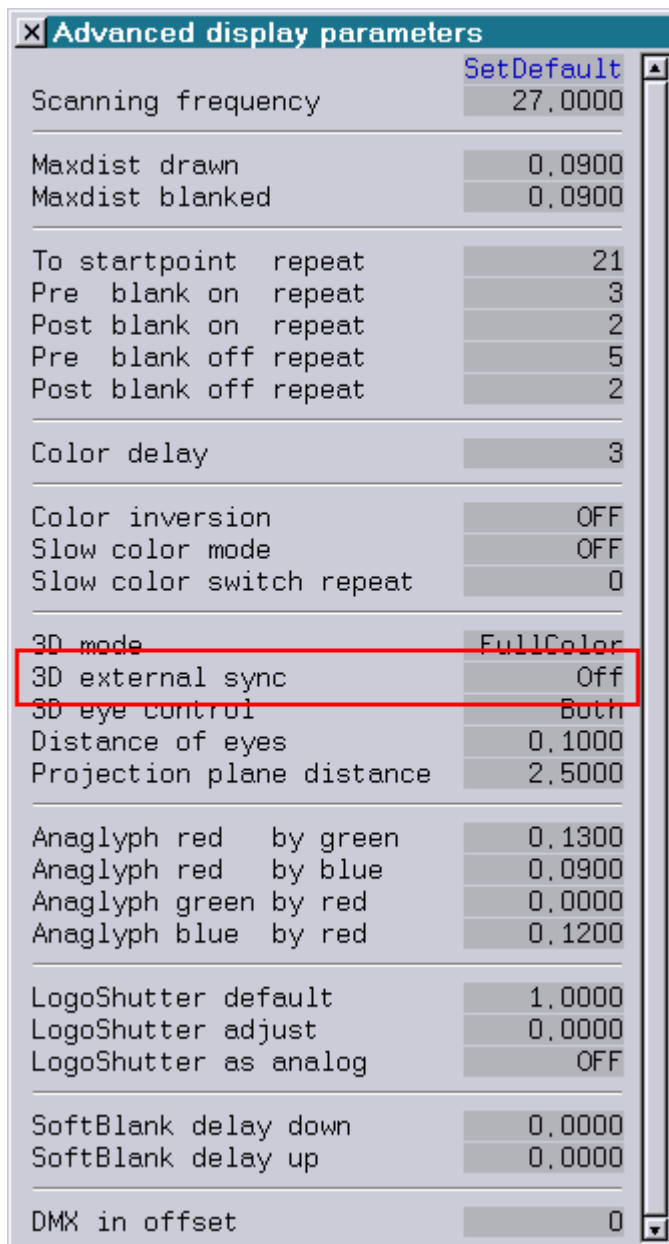 Advanced display parameters
SetDefault
Scanning frequency 27,0000
Maxdist drawn 0,0900
Maxdist blanked 0,0900
To startpoint repeat 21
Pre blank on repeat 3
Post blank on repeat 2
Pre blank off repeat 5
Post blank off repeat 2
Color delay 3
Color inversion OFF
Slow color mode OFF
Slow color switch repeat 0
3D mode FullColor
3D external sync Off
3D eye control Both
Distance of eyes 0,1000
Projection plane distance 2,5000
Anaglyph red by green 0,1300
Anaglyph red by blue 0,0900
Anaglyph green by red 0,0000
Anaglyph blue by red 0,1200
LogoShutter default 1,0000
LogoShutter adjust 0,0000
LogoShutter as analog OFF
SoftBlank delay down 0,0000
SoftBlank delay up 0,0000
DMX in offset 0